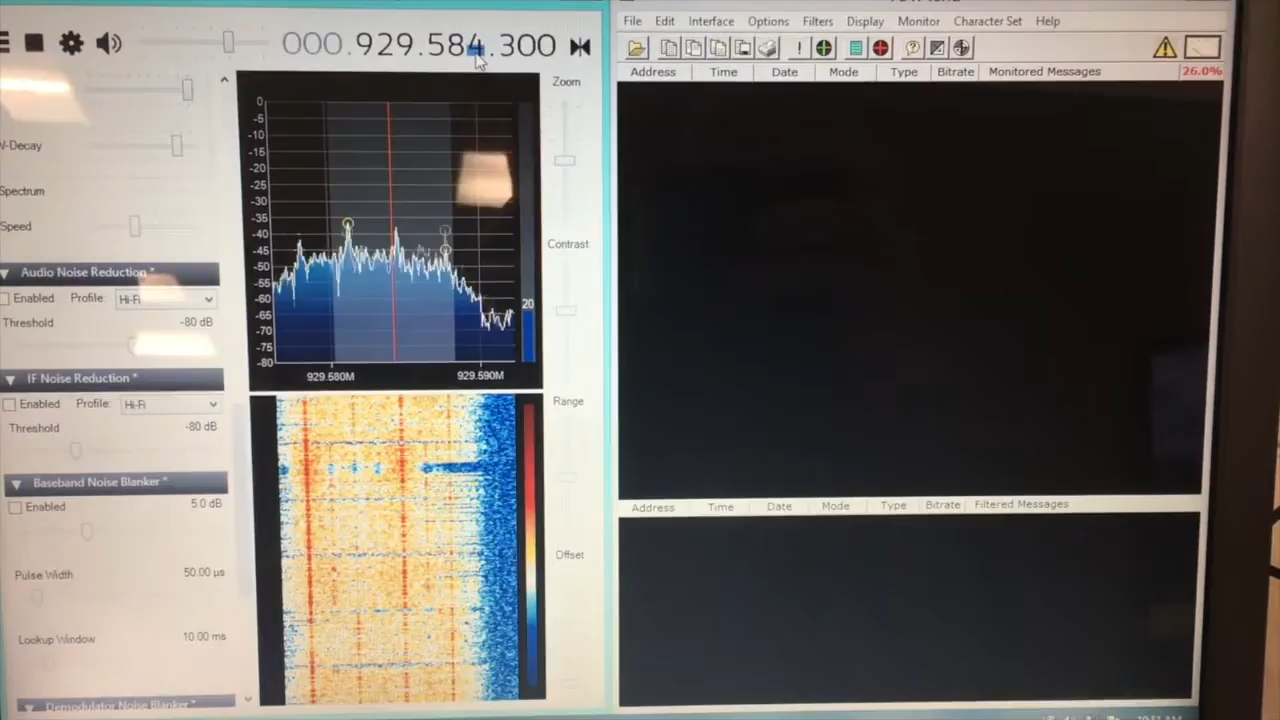 000.929.584.300
Zoom
0
-5
-10
-15
-20
-25
-30
-35
-40
-45
-50
-55
-60
-65
-70
-75
-80
20
929.580M
929.590M
Contrast
Range
Offset
-Decay
Spectrum
Speed
Audio Noise Reduction *
Enabled Profile: Hi-Fi
Threshold -80 dB
IF Noise Reduction *
Enabled Profile: Hi-Fi
Threshold -80 dB
Baseband Noise Blanker *
Enabled 5.0 dB
Pulse Width 50.00 µs
Lookup Window 10.00 ms
Demodulator Noise Blanker *
File Edit Interface Options Filters Display Monitor Character Set Help
Address Time Date Mode Type Bitrate Monitored Messages 26.0%
Address Time Date Mode Type Bitrate Filtered Messages